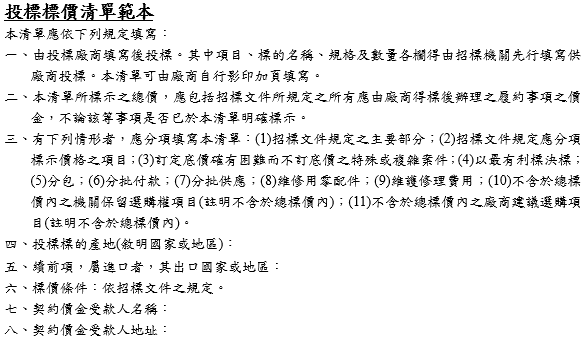 投標標價清單範本
本清單應依下列規定填寫：
一、由投標廠商填寫後投標。其中項目、標的名稱、規格及數量各欄得由招標機關先行填寫供
廠商投標。本清單可由廠商自行影印加頁填寫。
二、本清單所標示之總價，應包括招標文件所規定之所有應由廠商得標後辦理之履約事項之價
金，不論該等事項是否已於本清單明確標示。
三、有下列情形者，應分項填寫本清單：(1)招標文件規定之主要部分；(2)招標文件規定應分項
標示價格之項目；(3)訂定底價確有困難而不訂底價之特殊或複雜案件；(4)以最有利標決標；
(5)分包；(6)分批付款；(7)分批供應；(8)維修用零配件；(9)維護修理費用；(10)不含於總標價
內之機關保留選購權項目(註明不含於總標價內)；(11)不含於總標價內之廠商建議選購項
目(註明不含於總標價內)。
四、投標標的產地(敘明國家或地區)：
五、續前項，屬進口者，其出口國家或地區：
六、標價條件：依招標文件之規定。
七、契約價金受款人名稱：
八、契約價金受款人地址：